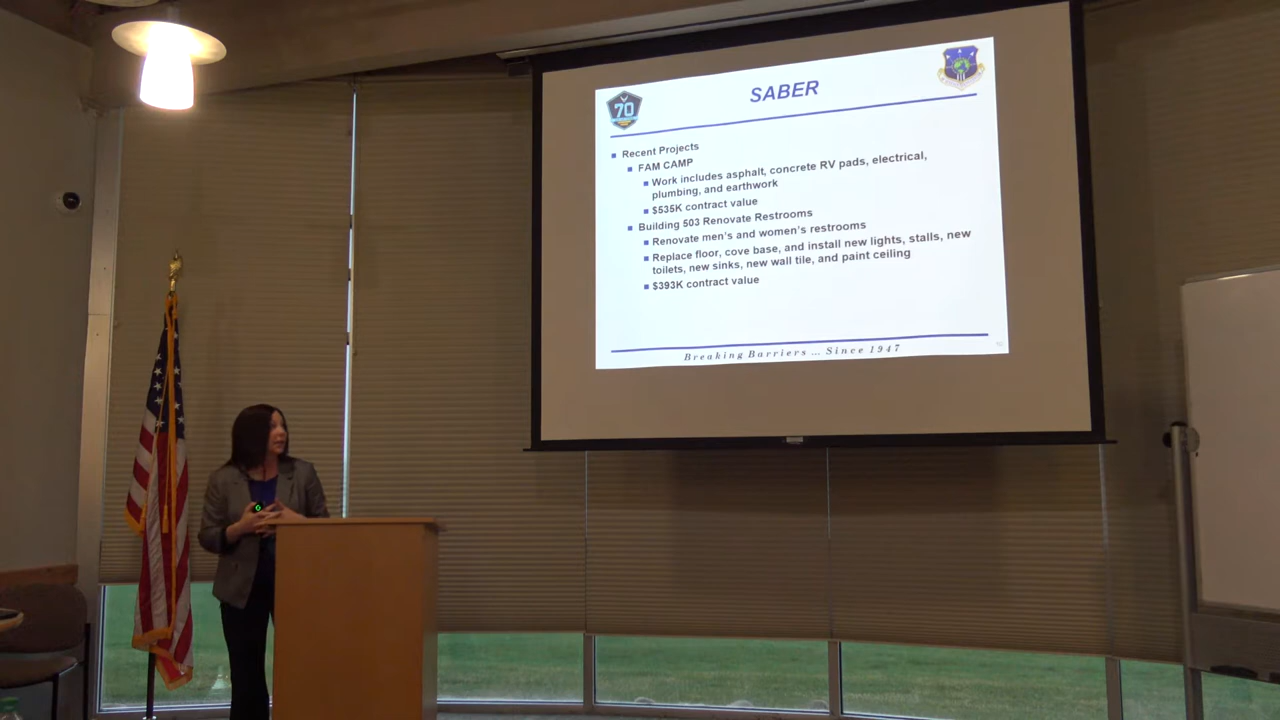 SABER
70
Recent Projects
FAM CAMP
Work includes asphalt, concrete RV pads, electrical,
plumbing, and earthwork
$535K contract value
Building 503 Renovate Restrooms
Renovate men's and women's restrooms
Replace floor, cove base, and install new lights, stalls, new
toilets, new sinks, new wall tile, and paint ceiling
$393K contract value
Breaking Barriers ... Since 1947